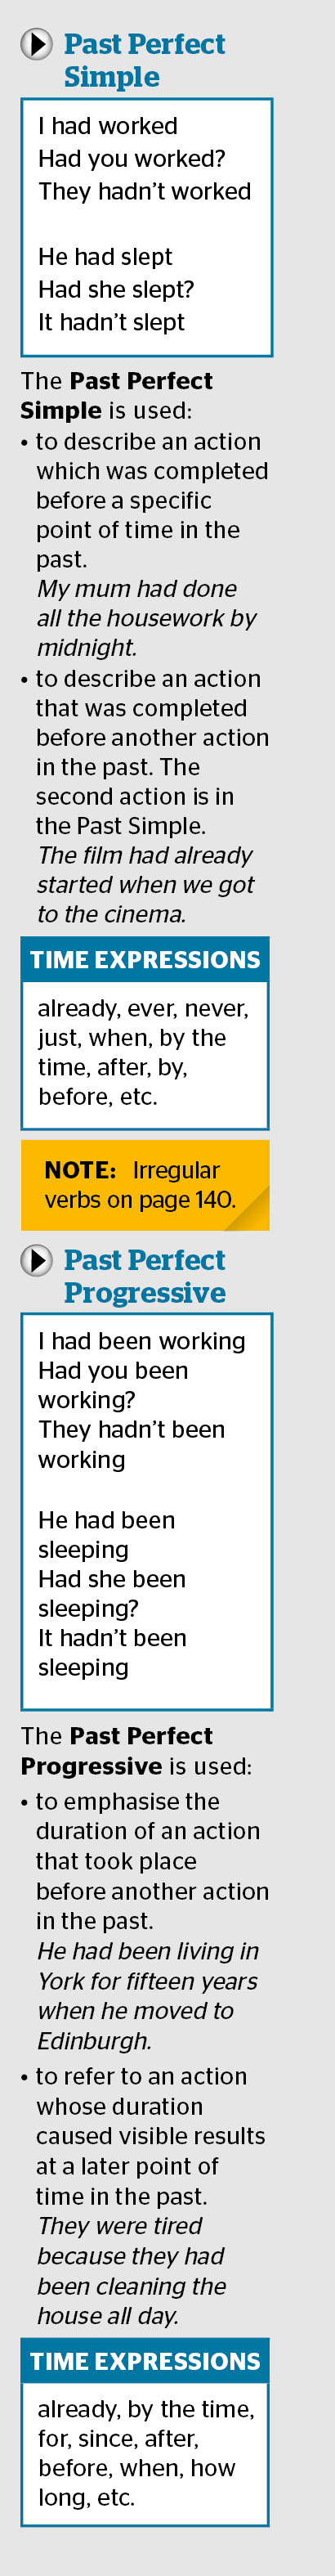 Past Perfect
Simple
I had worked
Had you worked?
They hadn't worked
He had slept
Had she slept?
It hadn't slept
The Past Perfect
Simple is used:
• to describe an action
which was completed
before a specific
point of time in the
past.
My mum had done
all the housework by
midnight.
• to describe an action
that was completed
before another action
in the past. The
second action is in
the Past Simple.
The film had already
started when we got
to the cinema.
TIME EXPRESSIONS
already, ever, never,
just, when, by the
time, after, by,
before, etc.
NOTE: Irregular
verbs on page 140.
Past Perfect
Progressive
I had been working
Had you been
working?
They hadn't been
working
He had been
sleeping
Had she been
sleeping?
It hadn't been
sleeping
The Past Perfect
Progressive is used:
• to emphasise the
duration of an action
that took place
before another action
in the past.
He had been living in
York for fifteen years
when he moved to
Edinburgh.
• to refer to an action
whose duration
caused visible results
at a later point of
time in the past.
They were tired
because they had
been cleaning the
house all day.
TIME EXPRESSIONS
already, by the time,
for, since, after,
before, when, how
long, etc.